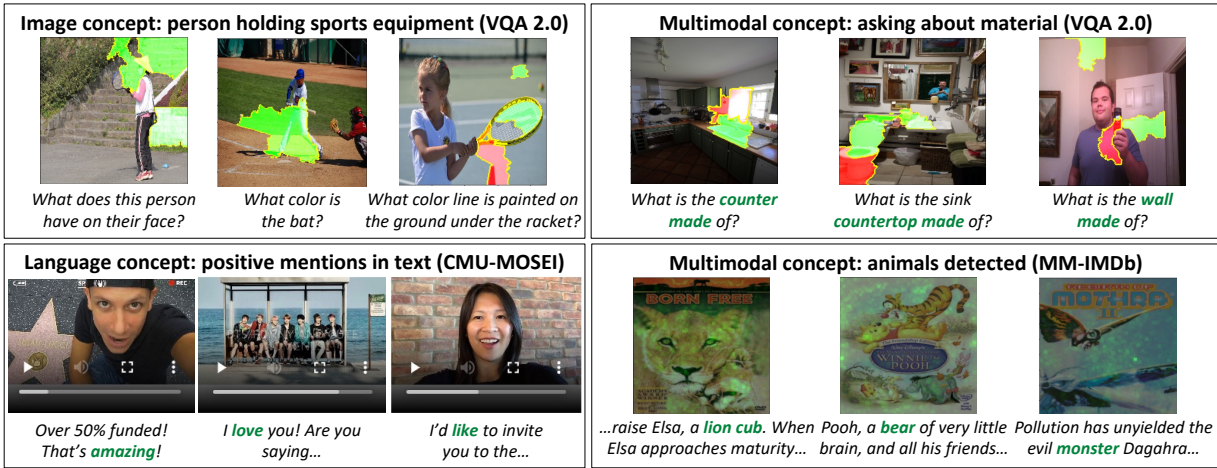 Image concept: person holding sports equipment (VQA 2.0)
What does this person
have on their face?
What color is
the bat?
What color line is painted on
the ground under the racket?
Multimodal concept: asking about material (VQA 2.0)
What is the counter
made of?
What is the sink
countertop made of?
What is the wall
made of?
Language concept: positive mentions in text (CMU-MOSEI)
REC
Over 50% funded!
That's amazing!
I love you! Are you
saying...
I'd like to invite
you to the...
Multimodal concept: animals detected (MM-IMDb)
BORN FREE
...raise Elsa, a lion cub. When
Elsa approaches maturity...
WINNIE
POOH
Pooh, a bear of very little
brain, and all his friends...
MOTHRA
II
Pollution has unyielded the
evil monster Dagahra...